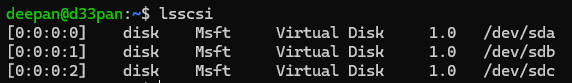 deepan@d33pan:~$ lsscsi
[0:0:0:0]    disk    Msft     Virtual Disk     1.0   /dev/sda
[0:0:0:1]    disk    Msft     Virtual Disk     1.0   /dev/sdb
[0:0:0:2]    disk    Msft     Virtual Disk     1.0   /dev/sdc